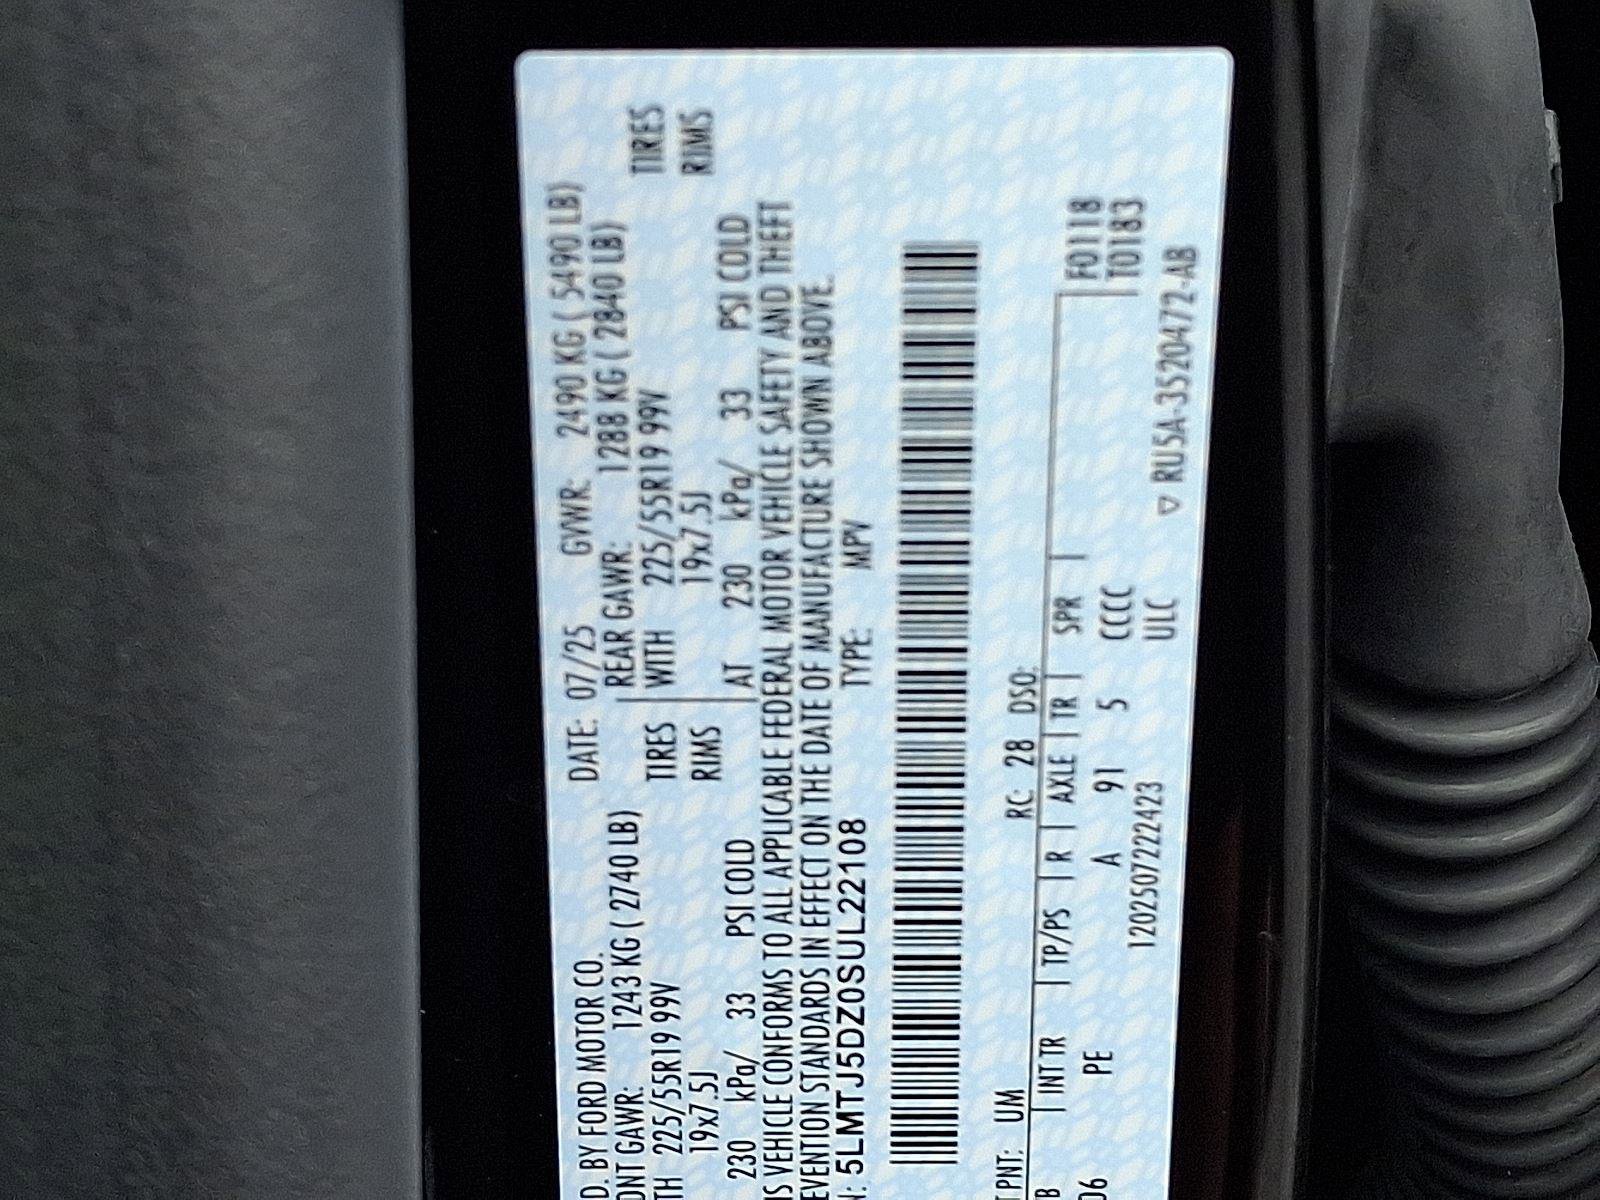 D. BY FORD MOTOR CO. DATE: 07/25 GVWR: 2490 KG ( 5490 LB)
ONT GAWR: 1243 KG ( 2740 LB) REAR GAWR: 1288 KG ( 2840 LB)
TH 225/55R19 99V TIRES WITH 225/55R19 99V TIRES
19x7.5J RIMS 19x7.5J RIMS
230 kPa/ 33 PSI COLD AT 230 kPa/ 33 PSI COLD
IS VEHICLE CONFORMS TO ALL APPLICABLE FEDERAL MOTOR VEHICLE SAFETY AND THEFT
EVENTION STANDARDS IN EFFECT ON THE DATE OF MANUFACTURE SHOWN ABOVE.
N: 5LMTJ5DZ0SUL22108 TYPE: MPV
T PNT: UM RC: 28 DSO:
B INT TR TP/PS R AXLE TR SPR F0118
06 PE A 91 5 CCCC T0183
1202507222423 ULC
▽ RU5A-3520472-AB